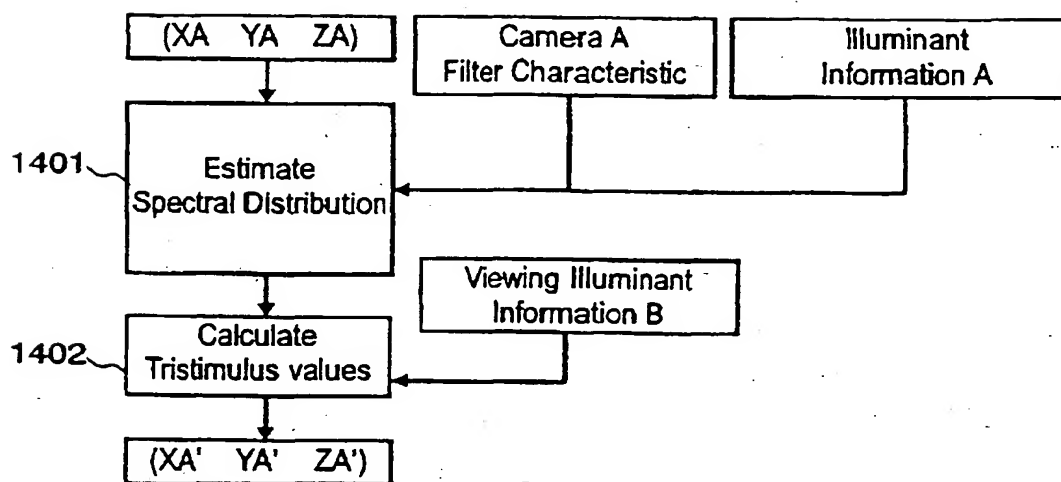 (XA YA ZA)
Camera A
Filter Characteristic
Illuminant
Information A
1401
Estimate
Spectral Distribution
Viewing Illuminant
Information B
1402
Calculate
Tristimulus values
(XA' YA' ZA')